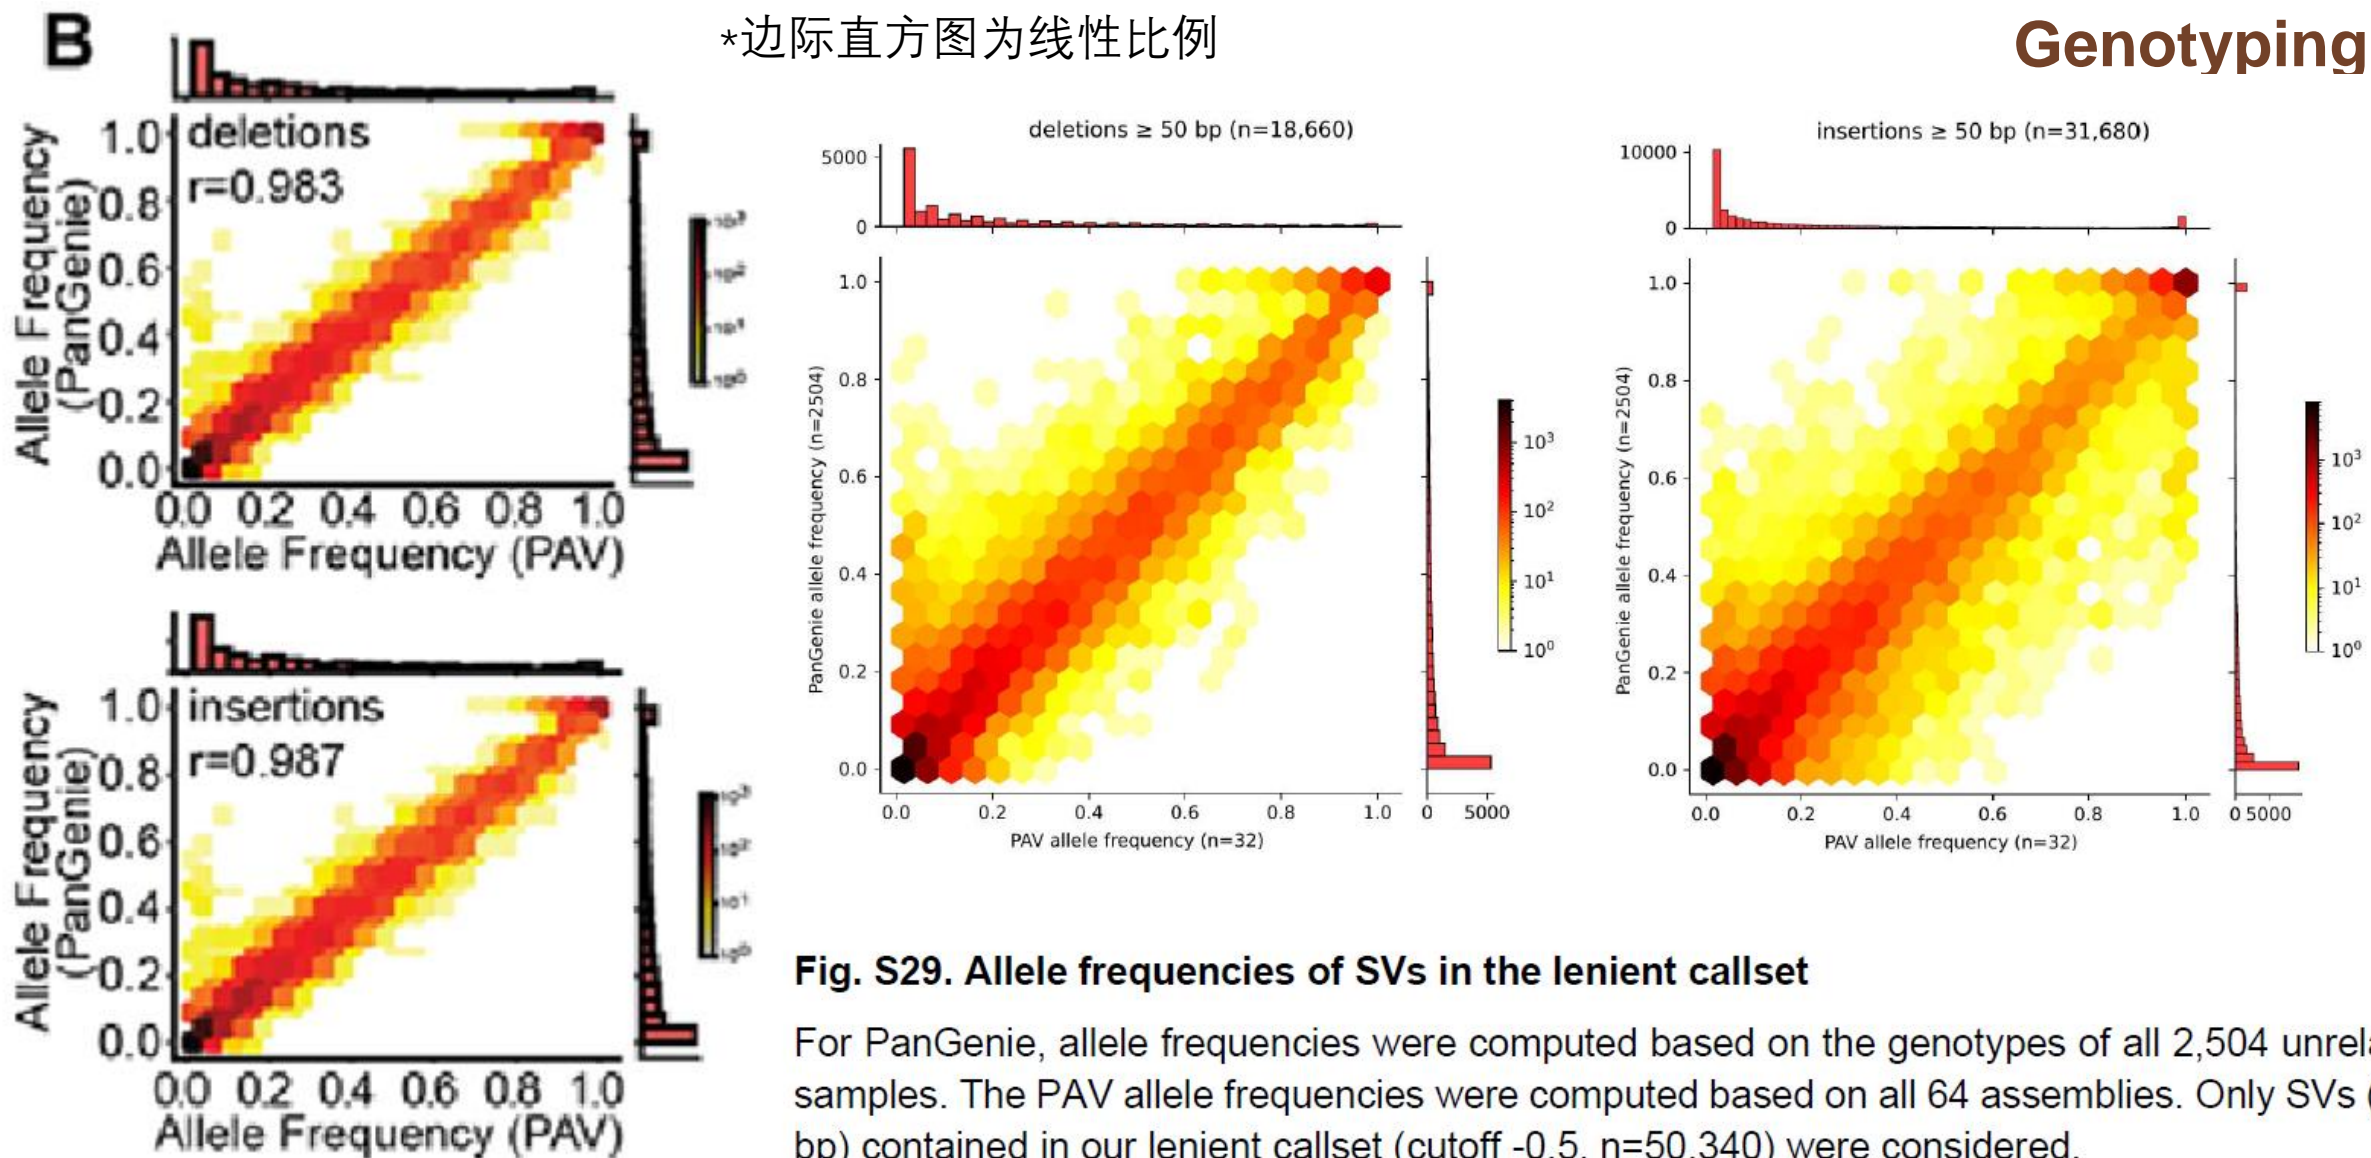 B
*边际直方图为线性比例
Genotyping
deletions
r=0.983
1.0
0.8
0.6
0.4
0.2
0.0
Allele Frequency
(PanGenie)
0.0 0.2 0.4 0.6 0.8 1.0
Allele Frequency (PAV)
10³
10²
10¹
10⁰
insertions
r=0.987
1.0
0.8
0.6
0.4
0.2
0.0
Allele Frequency
(PanGenie)
0.0 0.2 0.4 0.6 0.8 1.0
Allele Frequency (PAV)
10³
10²
10¹
10⁰
deletions ≥ 50 bp (n=18,660)
5000
0
1.0
0.8
0.6
0.4
0.2
0.0
PanGenie allele frequency (n=2504)
0.0 0.2 0.4 0.6 0.8 1.0
PAV allele frequency (n=32)
0 5000
10³
10²
10¹
10⁰
insertions ≥ 50 bp (n=31,680)
10000
0
1.0
0.8
0.6
0.4
0.2
0.0
PanGenie allele frequency (n=2504)
0.0 0.2 0.4 0.6 0.8 1.0
PAV allele frequency (n=32)
0 5000
10³
10²
10¹
10⁰
Fig. S29. Allele frequencies of SVs in the lenient callset
For PanGenie, allele frequencies were computed based on the genotypes of all 2,504 unrela
samples. The PAV allele frequencies were computed based on all 64 assemblies. Only SVs (
bp) contained in our lenient callset (cutoff -0.5, n=50,340) were considered.